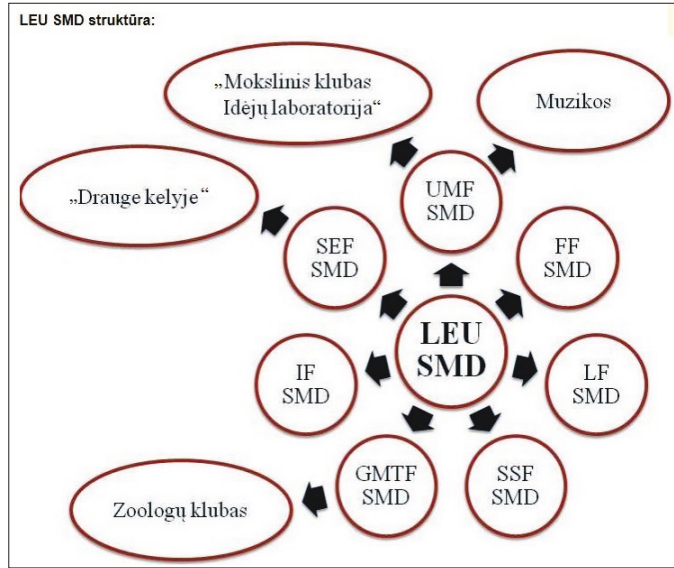 LEU SMD struktūra:
„Mokslinis klubas
Idėjų laboratorija“
Muzikos
„Drauge kelyje“
UMF
SMD
SEF
SMD
FF
SMD
LEU
SMD
IF
SMD
LF
SMD
GMTF
SMD
SSF
SMD
Zoologų klubas